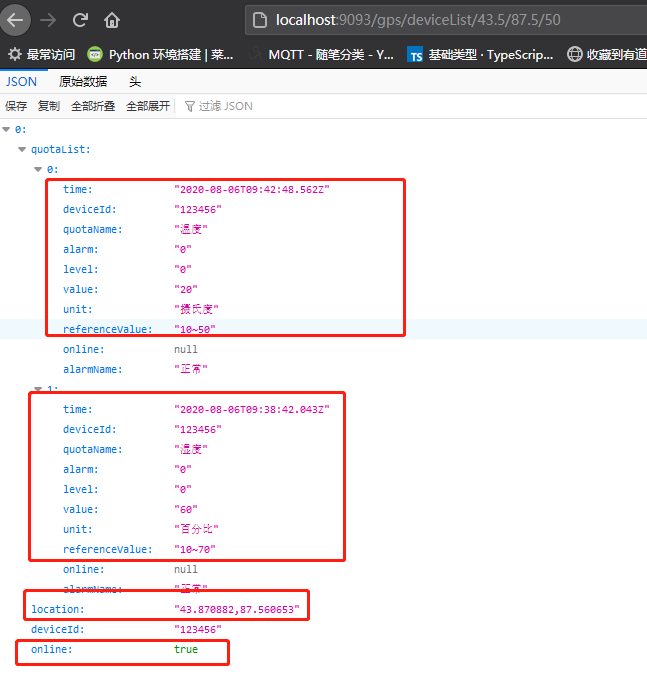 localhost:9093/gps/deviceList/43.5/87.5/50
最常访问 Python 环境搭建 | 菜... MQTT - 随笔分类 - Y... TS 基础类型 · TypeScrip... 收藏到有道
JSON 原始数据 头
保存 复制 全部折叠 全部展开 过滤 JSON
0:
quotaList:
0:
time: "2020-08-06T09:42:48.562Z"
deviceId: "123456"
quotaName: "温度"
alarm: "0"
level: "0"
value: "20"
unit: "摄氏度"
referenceValue: "10~50"
online: null
alarmName: "正常"
1:
time: "2020-08-06T09:38:42.043Z"
deviceId: "123456"
quotaName: "湿度"
alarm: "0"
level: "0"
value: "60"
unit: "百分比"
referenceValue: "10~70"
online: null
alarmName: "正常"
location: "43.870882,87.560653"
deviceId: "123456"
online: true